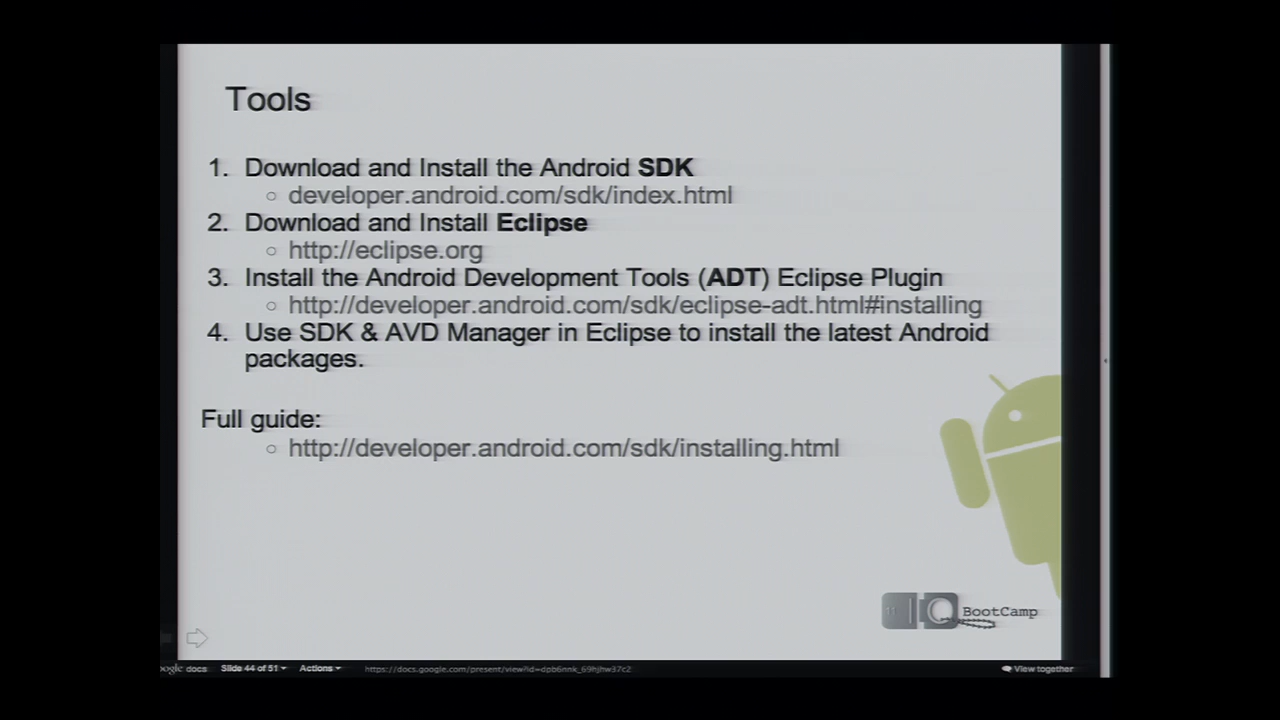 Tools
1. Download and Install the Android SDK
○ developer.android.com/sdk/index.html
2. Download and Install Eclipse
○ http://eclipse.org
3. Install the Android Development Tools (ADT) Eclipse Plugin
○ http://developer.android.com/sdk/eclipse-adt.html#installing
4. Use SDK & AVD Manager in Eclipse to install the latest Android
packages.
Full guide:
○ http://developer.android.com/sdk/installing.html
11 BootCamp
oogle docs Slide 44 of 51 Actions View together